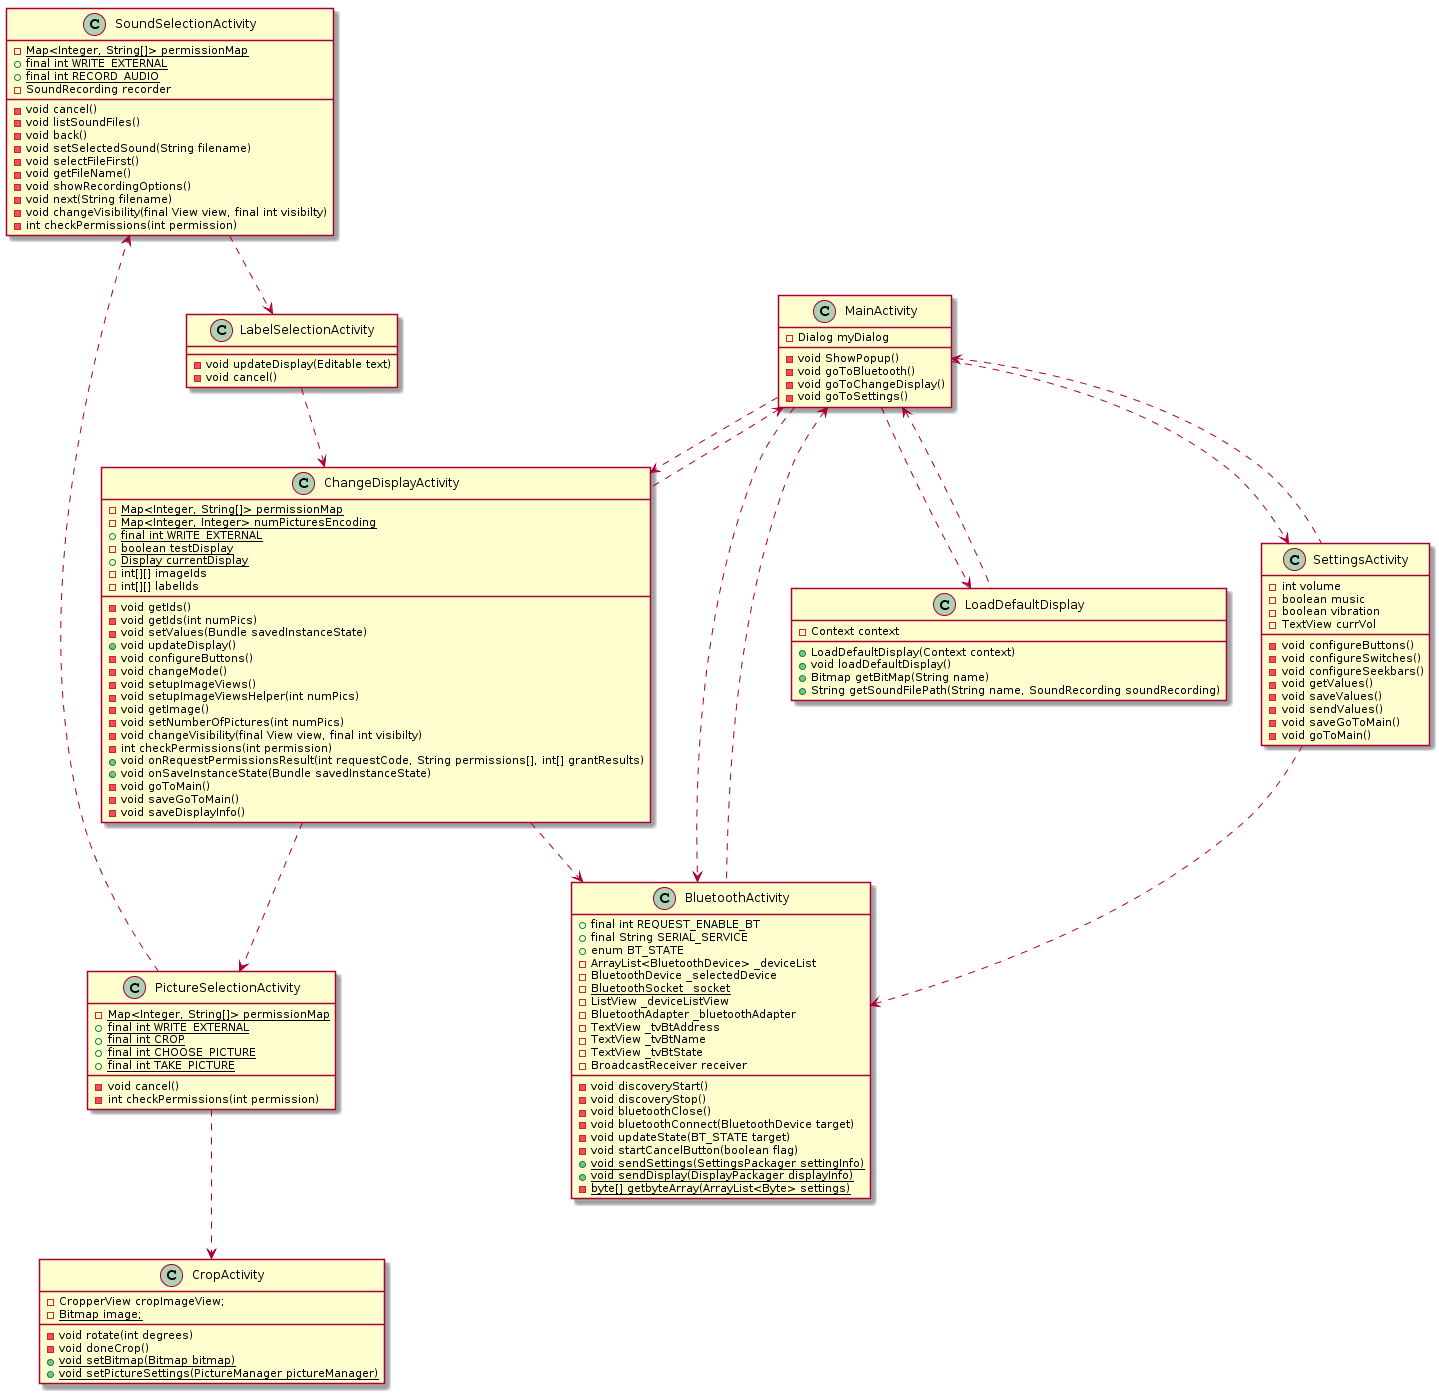 C SoundSelectionActivity
Map<Integer, String[]> permissionMap
final int WRITE_EXTERNAL
final int RECORD_AUDIO
SoundRecording recorder
void cancel()
void listSoundFiles()
void back()
void setSelectedSound(String filename)
void selectFileFirst()
void getFileName()
void showRecordingOptions()
void next(String filename)
void changeVisibility(final View view, final int visibilty)
int checkPermissions(int permission)
C LabelSelectionActivity
void updateDisplay(Editable text)
void cancel()
C MainActivity
Dialog myDialog
void ShowPopup()
void goToBluetooth()
void goToChangeDisplay()
void goToSettings()
C ChangeDisplayActivity
Map<Integer, String[]> permissionMap
Map<Integer, Integer> numPicturesEncoding
final int WRITE_EXTERNAL
boolean testDisplay
Display currentDisplay
int[][] imageIds
int[][] labelIds
void getIds()
void getIds(int numPics)
void setValues(Bundle savedInstanceState)
void updateDisplay()
void configureButtons()
void changeMode()
void setupImageViews()
void setupImageViewsHelper(int numPics)
void getImage()
void setNumberOfPictures(int numPics)
void changeVisibility(final View view, final int visibilty)
int checkPermissions(int permission)
void onRequestPermissionsResult(int requestCode, String permissions[], int[] grantResults)
void onSaveInstanceState(Bundle savedInstanceState)
void goToMain()
void saveGoToMain()
void saveDisplayInfo()
C LoadDefaultDisplay
Context context
LoadDefaultDisplay(Context context)
void loadDefaultDisplay()
Bitmap getBitMap(String name)
String getSoundFilePath(String name, SoundRecording soundRecording)
C SettingsActivity
int volume
boolean music
boolean vibration
TextView currVol
void configureButtons()
void configureSwitches()
void configureSeekbars()
void getValues()
void saveValues()
void sendValues()
void saveGoToMain()
void goToMain()
C BluetoothActivity
final int REQUEST_ENABLE_BT
final String SERIAL_SERVICE
enum BT_STATE
ArrayList<BluetoothDevice> _deviceList
BluetoothDevice _selectedDevice
BluetoothSocket _socket
ListView _deviceListView
BluetoothAdapter _bluetoothAdapter
TextView _tvBtAddress
TextView _tvBtName
TextView _tvBtState
BroadcastReceiver receiver
void discoveryStart()
void discoveryStop()
void bluetoothClose()
void bluetoothConnect(BluetoothDevice target)
void updateState(BT_STATE target)
void startCancelButton(boolean flag)
void sendSettings(SettingsPackager settingInfo)
void sendDisplay(DisplayPackager displayInfo)
byte[] getbyteArray(ArrayList<Byte> settings)
C PictureSelectionActivity
Map<Integer, String[]> permissionMap
final int WRITE_EXTERNAL
final int CROP
final int CHOOSE_PICTURE
final int TAKE_PICTURE
void cancel()
int checkPermissions(int permission)
C CropActivity
CropperView cropImageView;
Bitmap image;
void rotate(int degrees)
void doneCrop()
void setBitmap(Bitmap bitmap)
void setPictureSettings(PictureManager pictureManager)